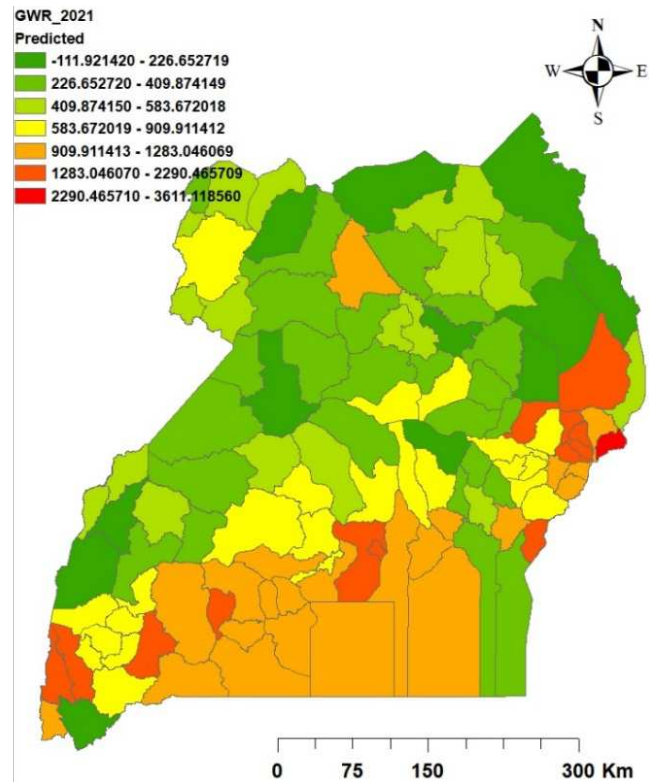 GWR_2021
Predicted
-111.921420 - 226.652719
226.652720 - 409.874149
409.874150 - 583.672018
583.672019 - 909.911412
909.911413 - 1283.046069
1283.046070 - 2290.465709
2290.465710 - 3611.118560
N
W E
S
0 75 150 300 Km